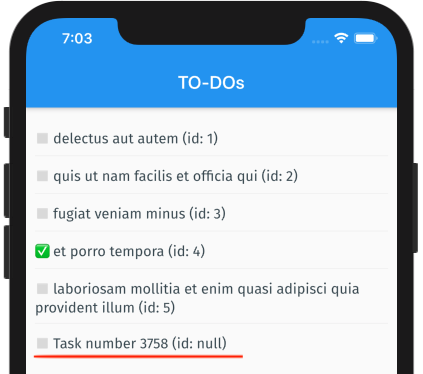 7:03
TO-DOs
delectus aut autem (id: 1)
quis ut nam facilis et officia qui (id: 2)
fugiat veniam minus (id: 3)
✅ et porro tempora (id: 4)
laboriosam mollitia et enim quasi adipisci quia
provident illum (id: 5)
Task number 3758 (id: null)